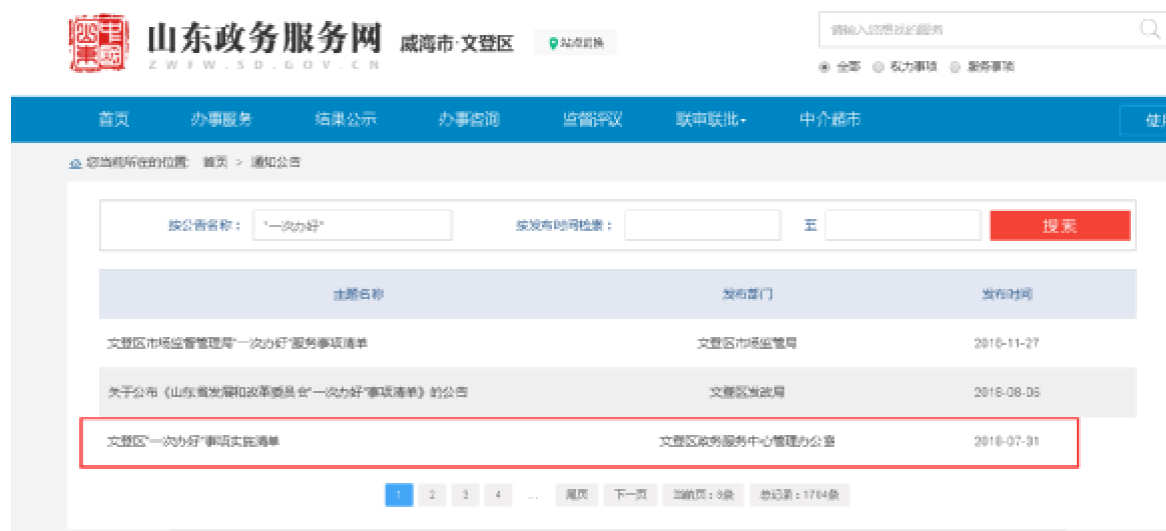 山东政务服务网 威海市·文登区 站点切换
ZWFW.SD.GOV.CN
请输入您想找的服务
全部 权力事项 服务事项
首页 办事服务 结果公示 办事咨询 监督评议 联审联批 中介超市
您当前所在的位置: 首页 > 通知公告
按公告名称: "一次办好" 按发布时间检索: 至 搜索
主题名称 发布部门 发布时间
文登区市场监督管理局"一次办好"服务事项清单 文登区市场监管局 2018-11-27
关于公布《山东省发展和改革委员会"一次办好"事项清单》的公告 文登区发改局 2018-08-06
文登区"一次办好"事项实施清单 文登区政务服务中心管理办公室 2018-07-31
1 2 3 4 ... 尾页 下一页 当前页:8条 总记录:1704条